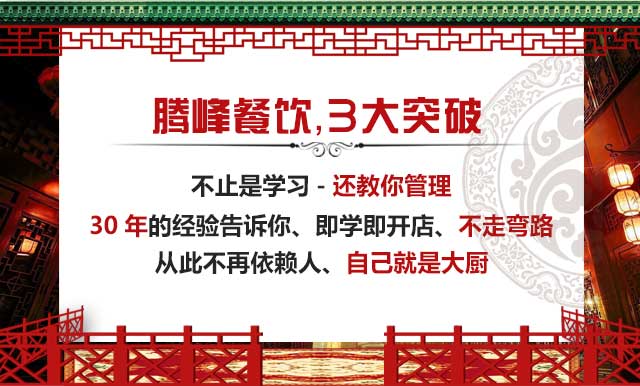 腾峰餐饮,3大突破
不止是学习 - 还教你管理
30 年的经验告诉你、即学即开店、不走弯路
从此不再依赖人、自己就是大厨